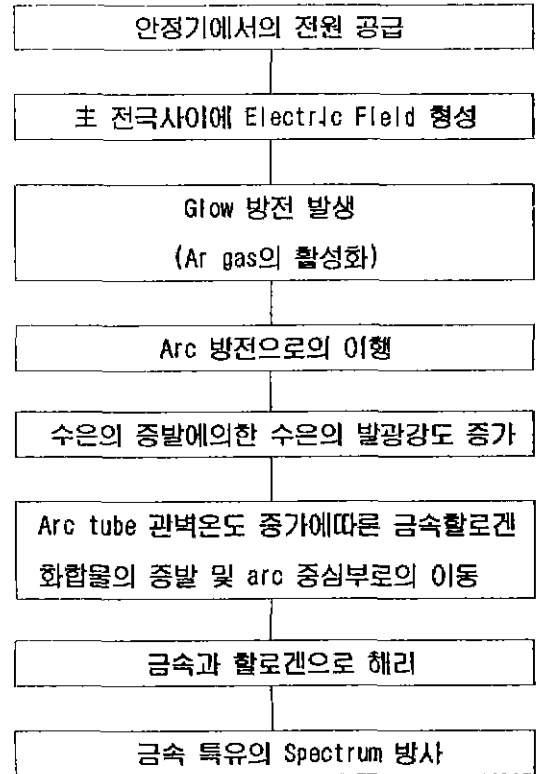 안정기에서의 전원 공급
主 전극사이에 Electric Field 형성
Glow 방전 발생
(Ar gas의 활성화)
Arc 방전으로의 이행
수은의 증발에의한 수은의 발광강도 증가
Arc tube 관벽온도 증가에따른 금속할로겐
화합물의 증발 및 arc 중심부로의 이동
금속과 할로겐으로 해리
금속 특유의 Spectrum 방사